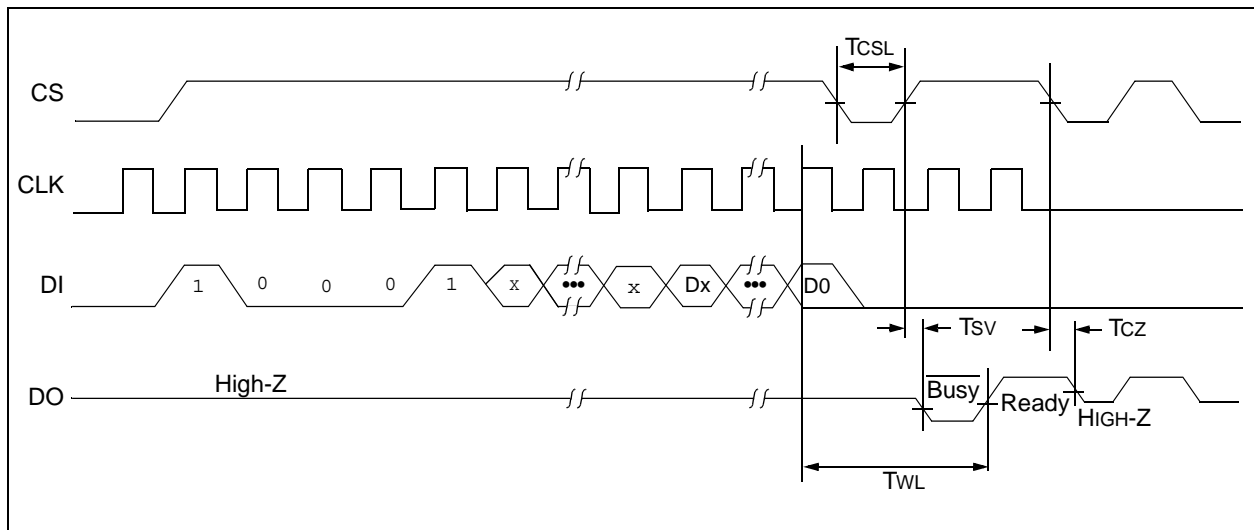 TCSL
CS
CLK
DI 1 0 0 0 1 x ••• x Dx ••• D0
TSV TCZ
High-Z
DO Busy Ready HIGH-Z
TWL